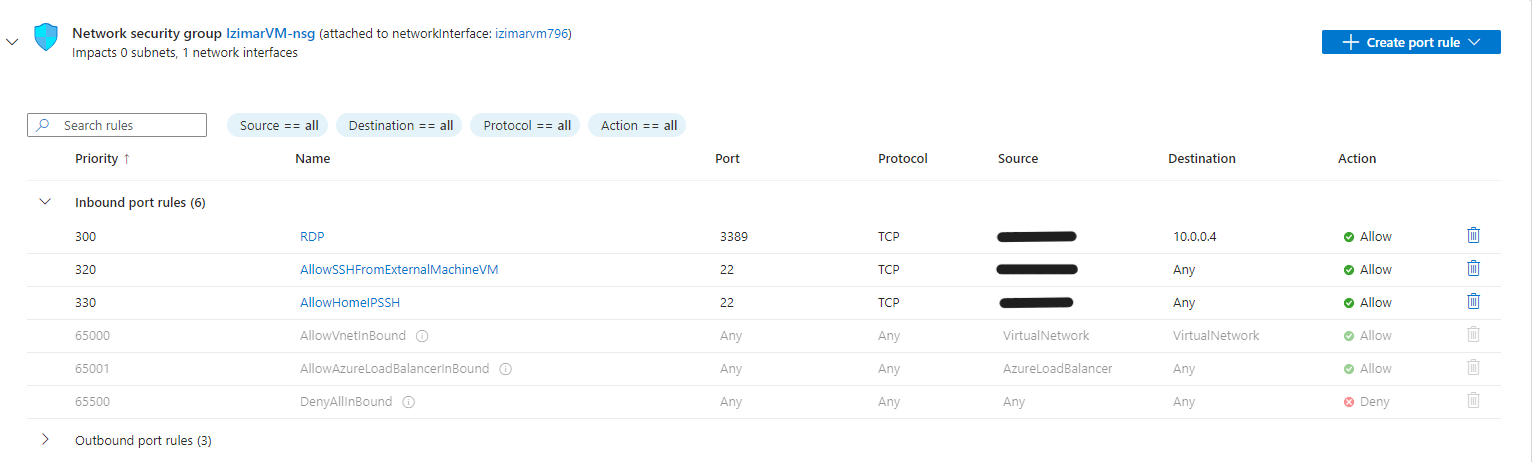 Network security group IzimarVM-nsg (attached to networkInterface: izimarvm796)
Impacts 0 subnets, 1 network interfaces
Create port rule
Search rules Source == all Destination == all Protocol == all Action == all
Priority ↑ Name Port Protocol Source Destination Action
Inbound port rules (6)
300 RDP 3389 TCP 10.0.0.4 Allow
320 AllowSSHFromExternalMachineVM 22 TCP Any Allow
330 AllowHomeIPSSH 22 TCP Any Allow
65000 AllowVnetInBound Any Any VirtualNetwork VirtualNetwork Allow
65001 AllowAzureLoadBalancerInBound Any Any AzureLoadBalancer Any Allow
65500 DenyAllInBound Any Any Any Any Deny
Outbound port rules (3)